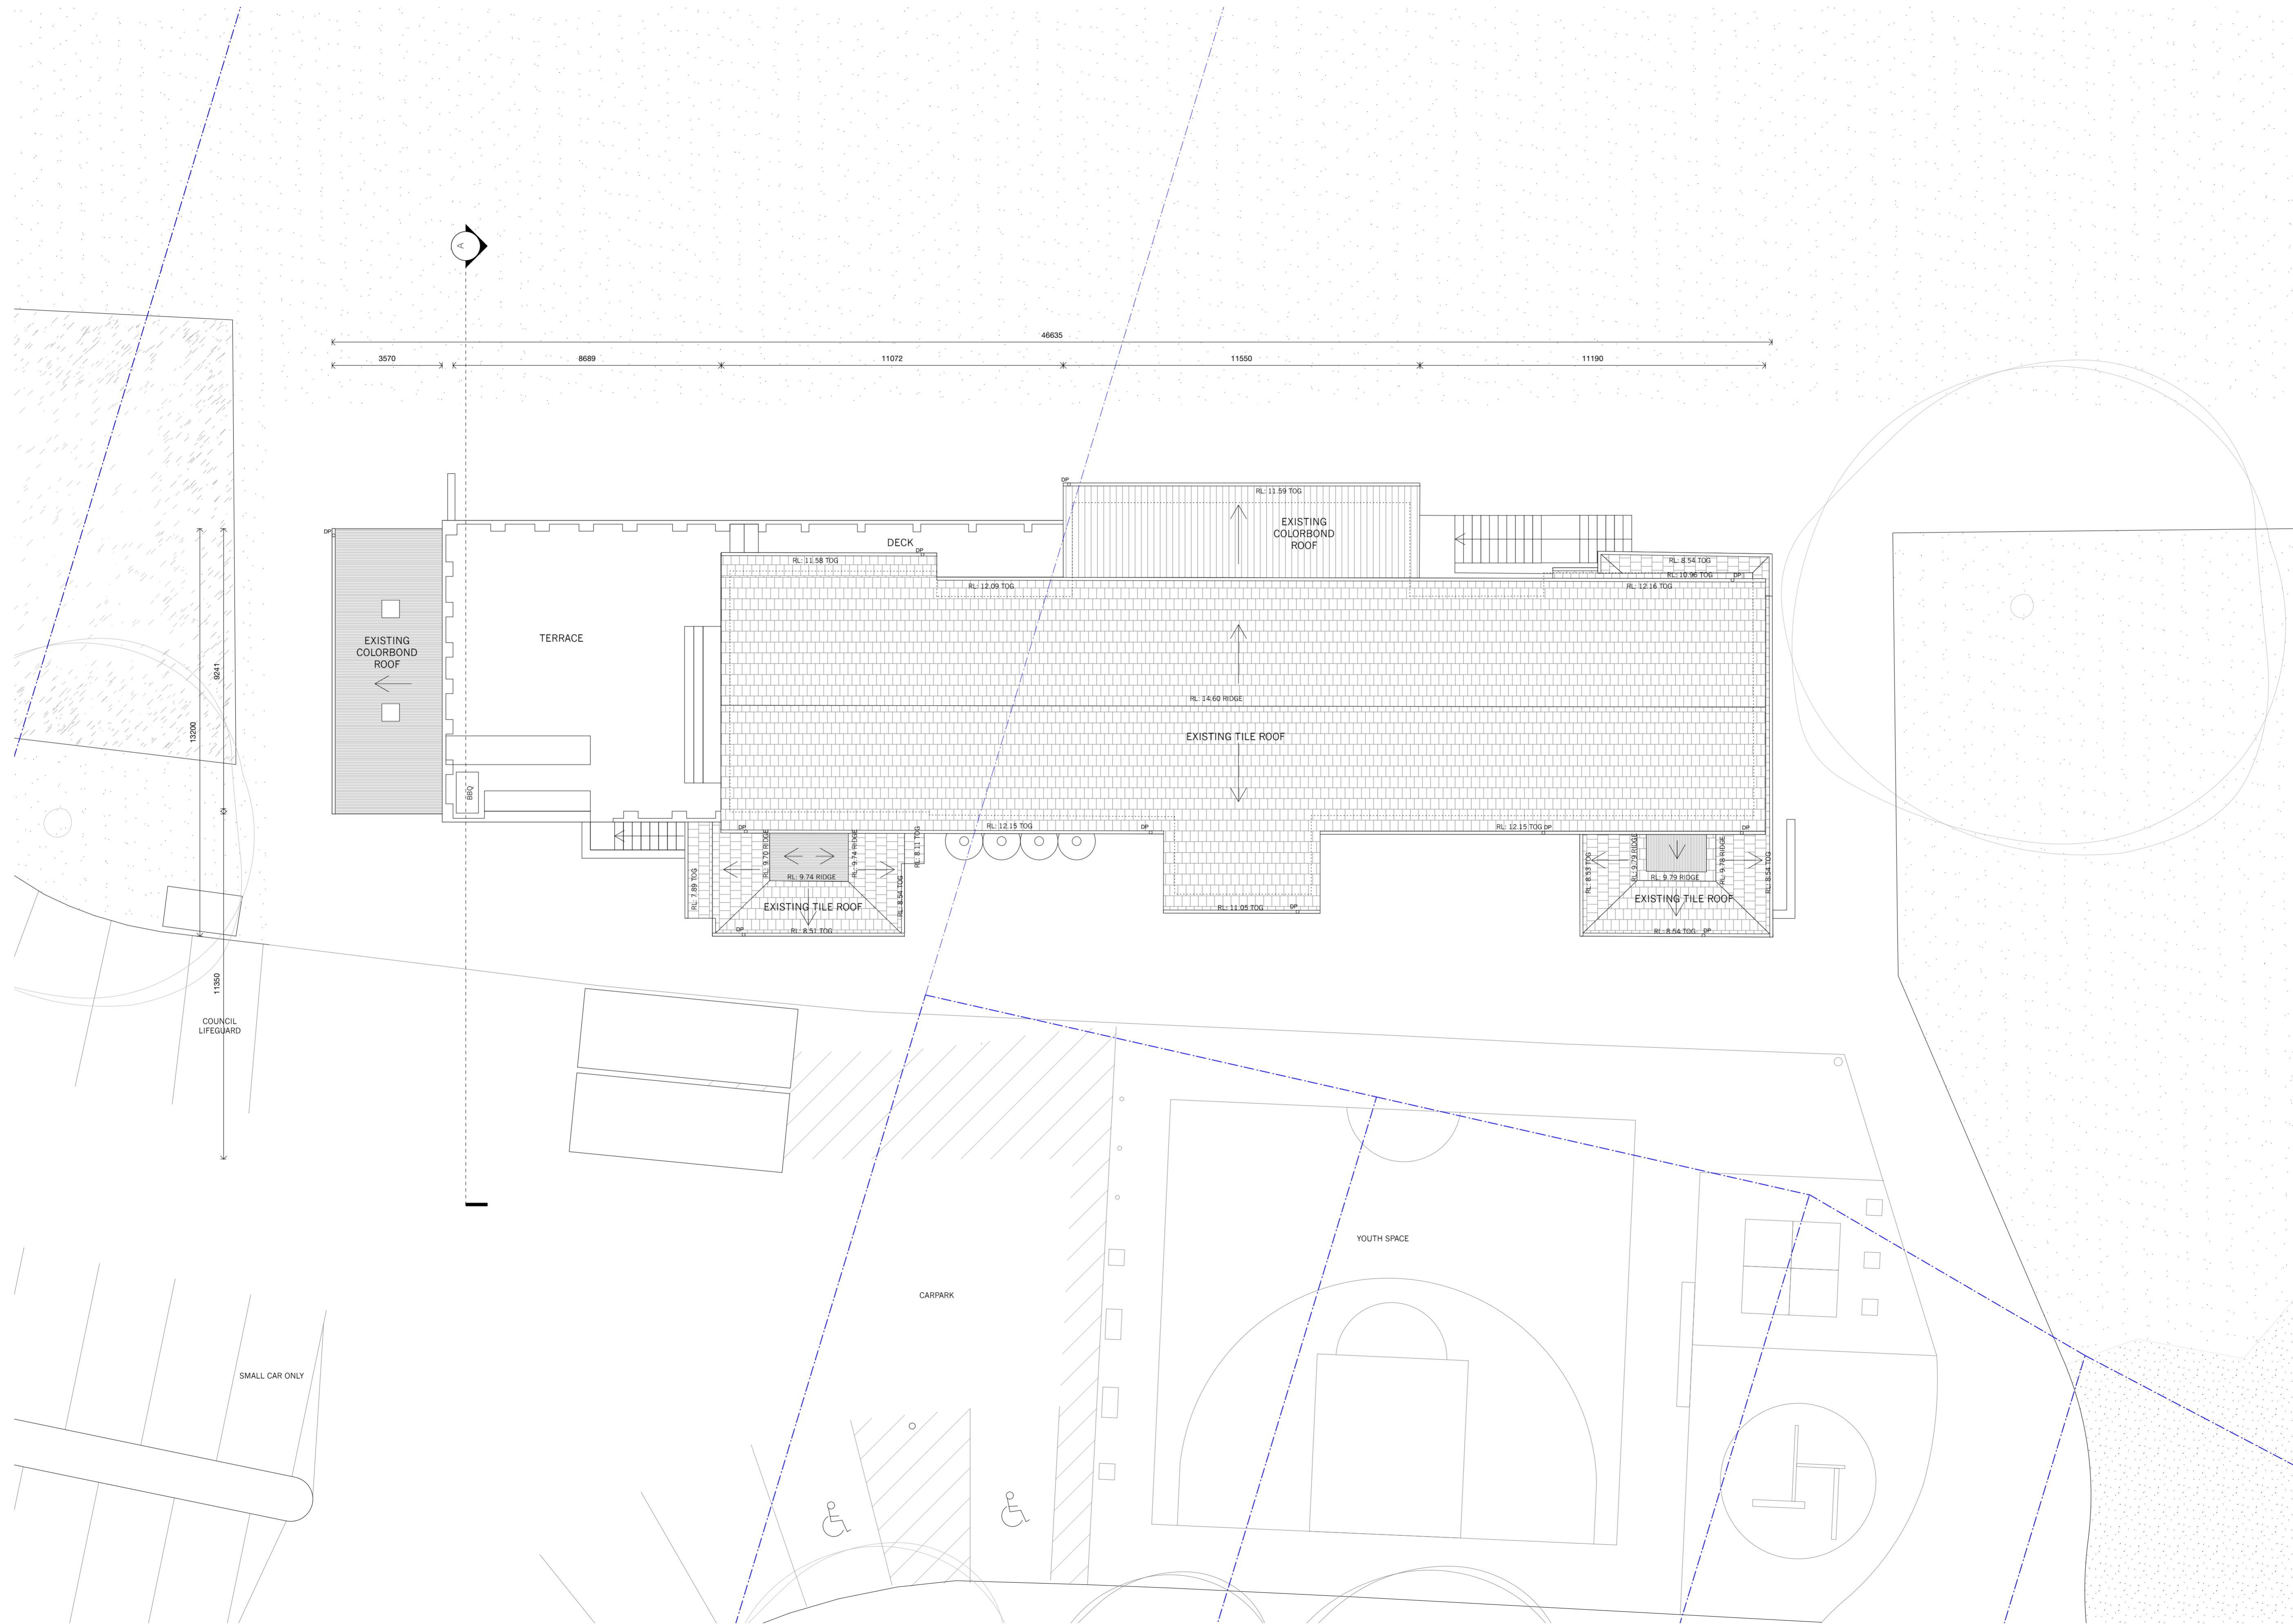 A
46635
3570
8689
11072
11550
11190
DP
RL: 11.59 TOG
EXISTING
COLORBOND
ROOF
DP
DECK
DP
RL: 11.58 TOG
RL: 8.54 TOG
RL: 10.96 TOG
DP
RL: 12.09 TOG
RL: 12.16 TOG
EXISTING
COLORBOND
ROOF
TERRACE
9241
13200
RL: 14.60 RIDGE
EXISTING TILE ROOF
BBQ
DP
RL: 12.15 TOG
DP
RL: 12.15 TOG
DP
DP
RL: 9.70 RIDGE
RL: 9.74 RIDGE
RL: 8.11 TOG
RL: 9.74 RIDGE
RL: 7.89 TOG
RL: 8.54 TOG
EXISTING TILE ROOF
DP
RL: 8.51 TOG
RL: 11.05 TOG
DP
RL: 8.53 TOG
RL: 9.79 RIDGE
RL: 9.78 RIDGE
RL: 8.54 TOG
RL: 9.79 RIDGE
EXISTING TILE ROOF
RL: 8.54 TOG
DP
11350
COUNCIL
LIFEGUARD
YOUTH SPACE
CARPARK
SMALL CAR ONLY